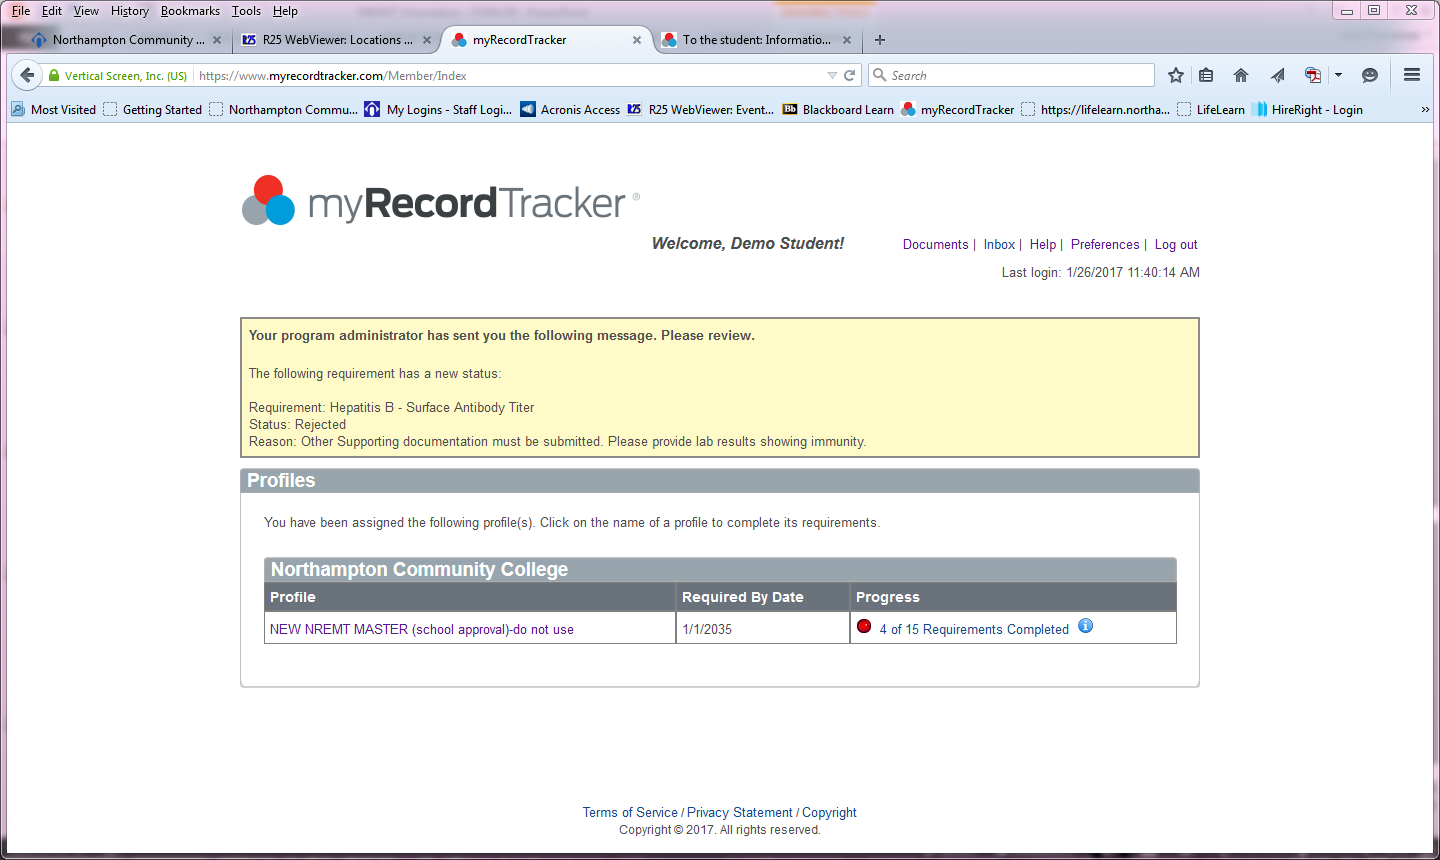 File Edit View History Bookmarks Tools Help
Northampton Community ... R25 WebViewer: Locations ... myRecordTracker To the student: Informatio...
Vertical Screen, Inc. (US) https://www.myrecordtracker.com/Member/Index Search
Most Visited Getting Started Northampton Commu... My Logins - Staff Logi... Acronis Access R25 WebViewer: Event... Bb Blackboard Learn myRecordTracker https://lifelearn.northa... LifeLearn HireRight - Login
myRecordTracker ®
Welcome, Demo Student! Documents | Inbox | Help | Preferences | Log out
Last login: 1/26/2017 11:40:14 AM
Your program administrator has sent you the following message. Please review.
The following requirement has a new status:
Requirement: Hepatitis B - Surface Antibody Titer
Status: Rejected
Reason: Other Supporting documentation must be submitted. Please provide lab results showing immunity.
Profiles
You have been assigned the following profile(s). Click on the name of a profile to complete its requirements.
Northampton Community College
Profile Required By Date Progress
NEW NREMT MASTER (school approval)-do not use 1/1/2035 4 of 15 Requirements Completed
Terms of Service / Privacy Statement / Copyright
Copyright © 2017. All rights reserved.